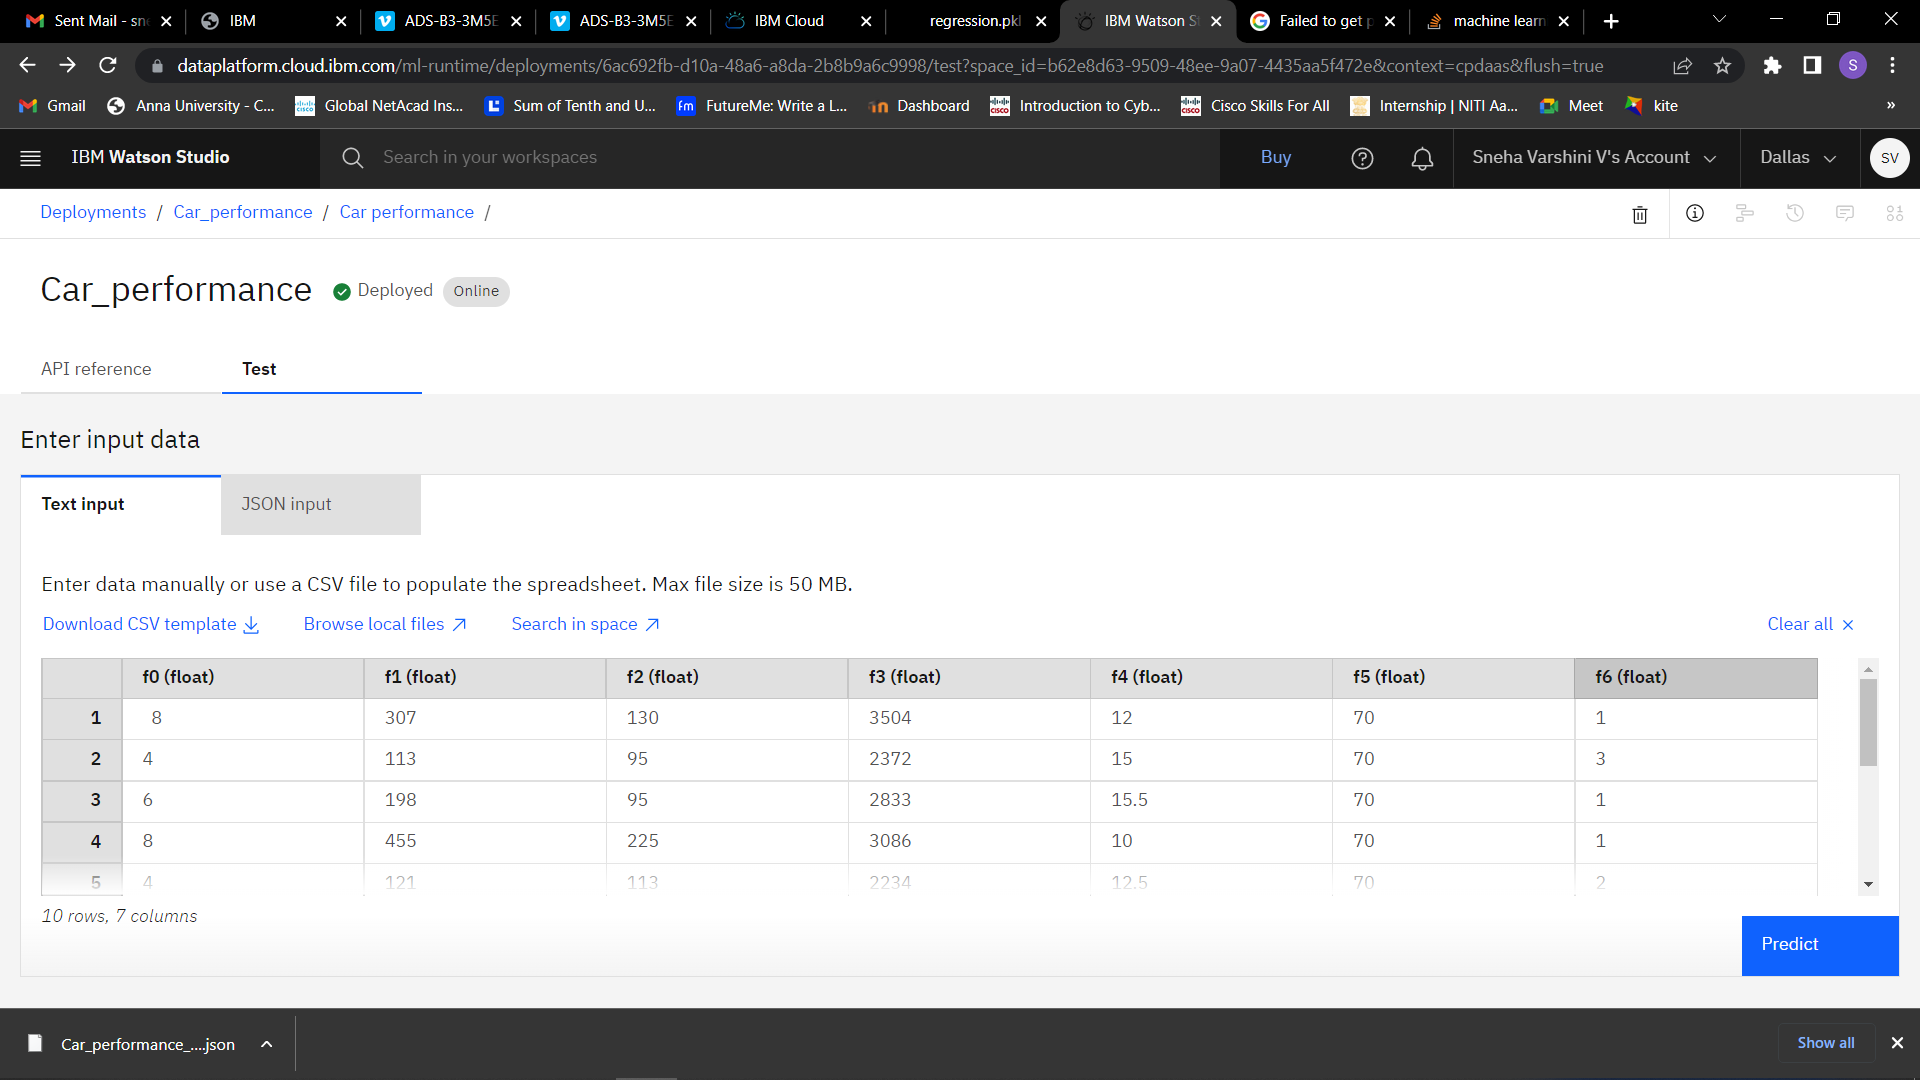 Sent Mail - sn
IBM
ADS-B3-3M5E
ADS-B3-3M5E
IBM Cloud
regression.pkl
IBM Watson St
Failed to get p
machine learn
dataplatform.cloud.ibm.com/ml-runtime/deployments/6ac692fb-d10a-48a6-a8da-2b8b9a6c9998/test?space_id=b62e8d63-9509-48ee-9a07-4435aa5f472e&context=cpdaas&flush=true
S
Gmail
Anna University - C...
Global NetAcad Ins...
Sum of Tenth and U...
fm
FutureMe: Write a L...
Dashboard
Introduction to Cyb...
Cisco Skills For All
Internship | NITI Aa...
Meet
kite
»
IBM Watson Studio
Search in your workspaces
Buy
Sneha Varshini V's Account
Dallas
SV
Deployments / Car_performance / Car performance /
Car_performance
Deployed
Online
API reference
Test
Enter input data
Text input
JSON input
Enter data manually or use a CSV file to populate the spreadsheet. Max file size is 50 MB.
Download CSV template
Browse local files
Search in space
Clear all ×
f0 (float) f1 (float) f2 (float) f3 (float) f4 (float) f5 (float) f6 (float)
1 8 307 130 3504 12 70 1
2 4 113 95 2372 15 70 3
3 6 198 95 2833 15.5 70 1
4 8 455 225 3086 10 70 1
5 4 121 113 2234 12.5 70 2
10 rows, 7 columns
Predict
Car_performance_....json
Show all